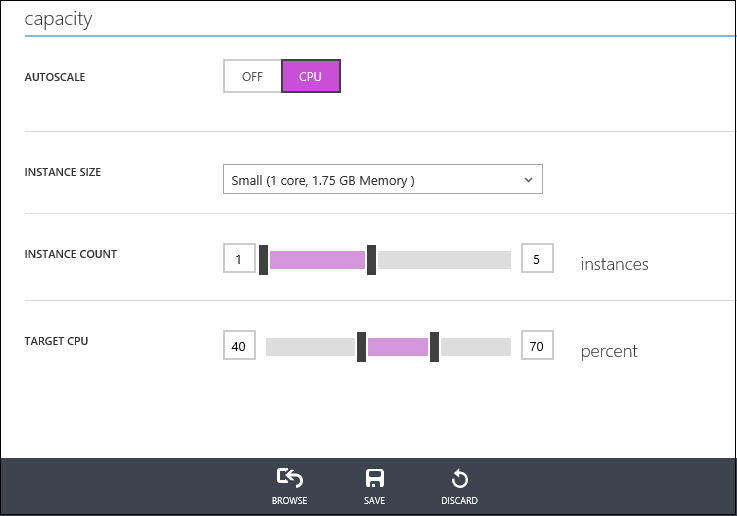 capacity
AUTOSCALE OFF CPU
INSTANCE SIZE Small (1 core, 1.75 GB Memory )
INSTANCE COUNT 1 5 instances
TARGET CPU 40 70 percent
BROWSE SAVE DISCARD